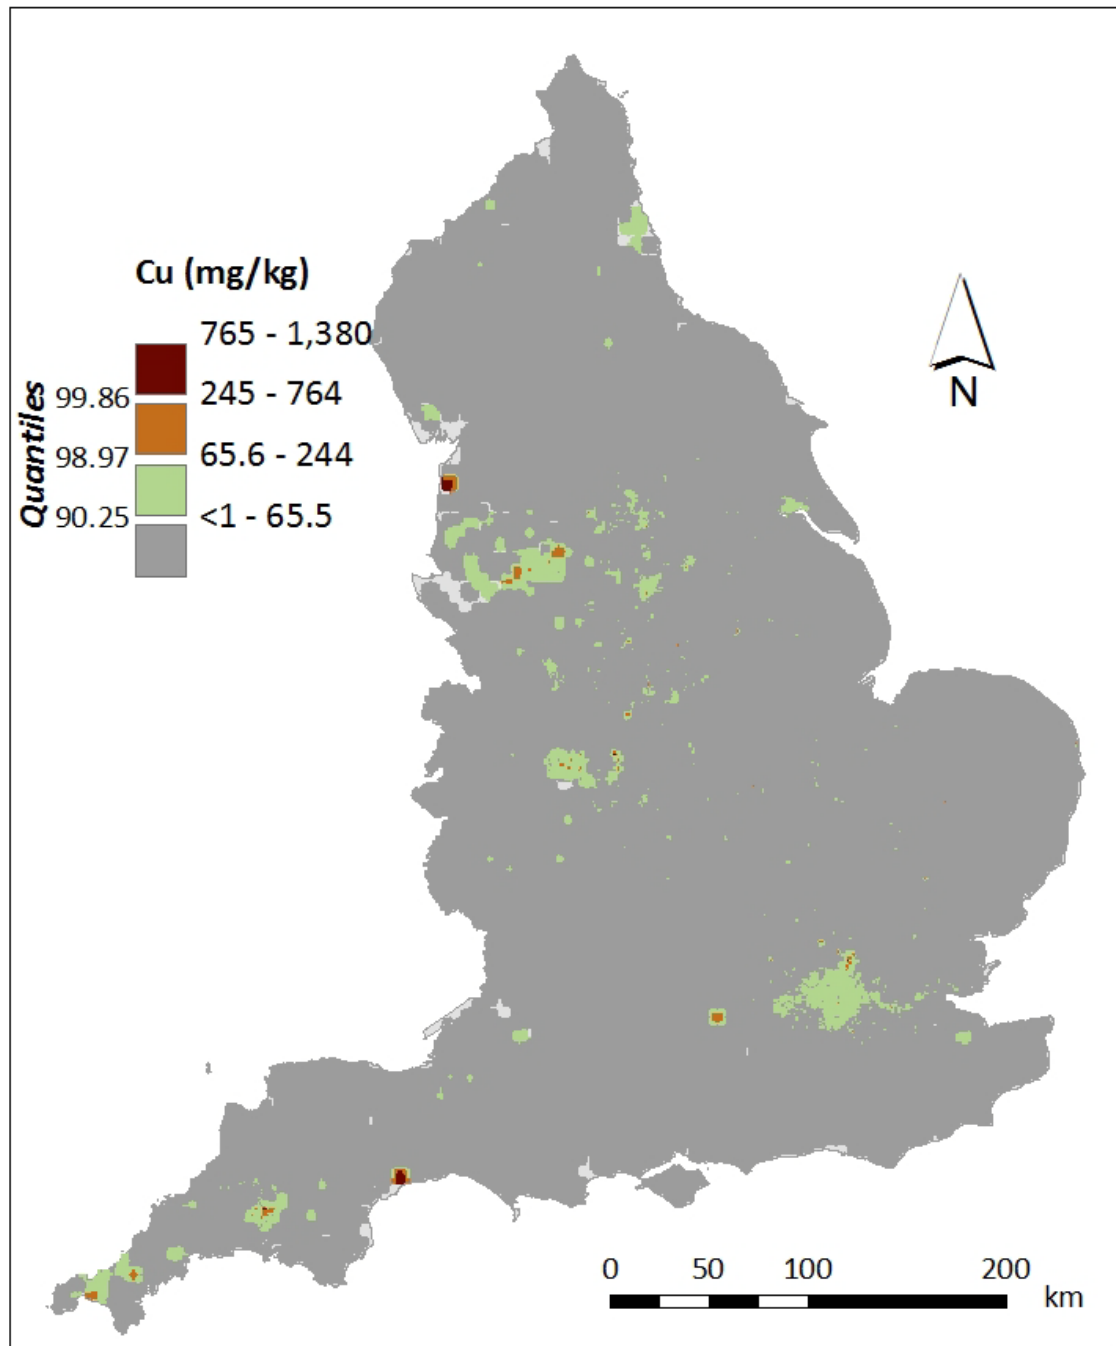 Cu (mg/kg)
765 - 1,380
99.86 245 - 764
98.97 65.6 - 244
90.25 <1 - 65.5
Quantiles
N
0 50 100 200
km